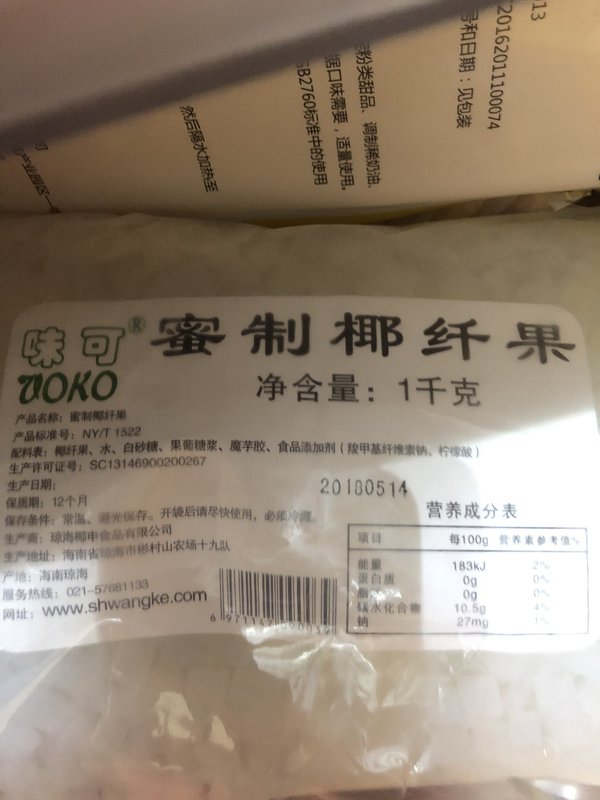 13
20162011100074
号和日期：见包装
粉类甜品、调制稀奶油、
据口味需要，适量使用。
GB2760标准中的使用
然后隔水加热至
味可®
UOKO
蜜制椰纤果
净含量：1千克
产品名称：蜜制椰纤果
产品标准号：NY/T 1522
配料表：椰纤果、水、白砂糖、果葡糖浆、魔芋胶、食品添加剂（羧甲基纤维素钠、柠檬酸）
生产许可证号：SC13146900200267
生产日期：
20180514
保质期：12个月
保存条件：常温、避光保存。开袋后请尽快使用，必须冷藏。
生产商：琼海椰申食品有限公司
生产地址：海南省琼海市彬村山农场十九队
产地：海南琼海
服务热线：021-57681133
网址：www.shwangke.com
营养成分表
项目 每100g 营养素参考值%
能量 183kJ 2%
蛋白质 0g 0%
脂肪 0g 0%
碳水化合物 10.5g 4%
钠 27mg 1%